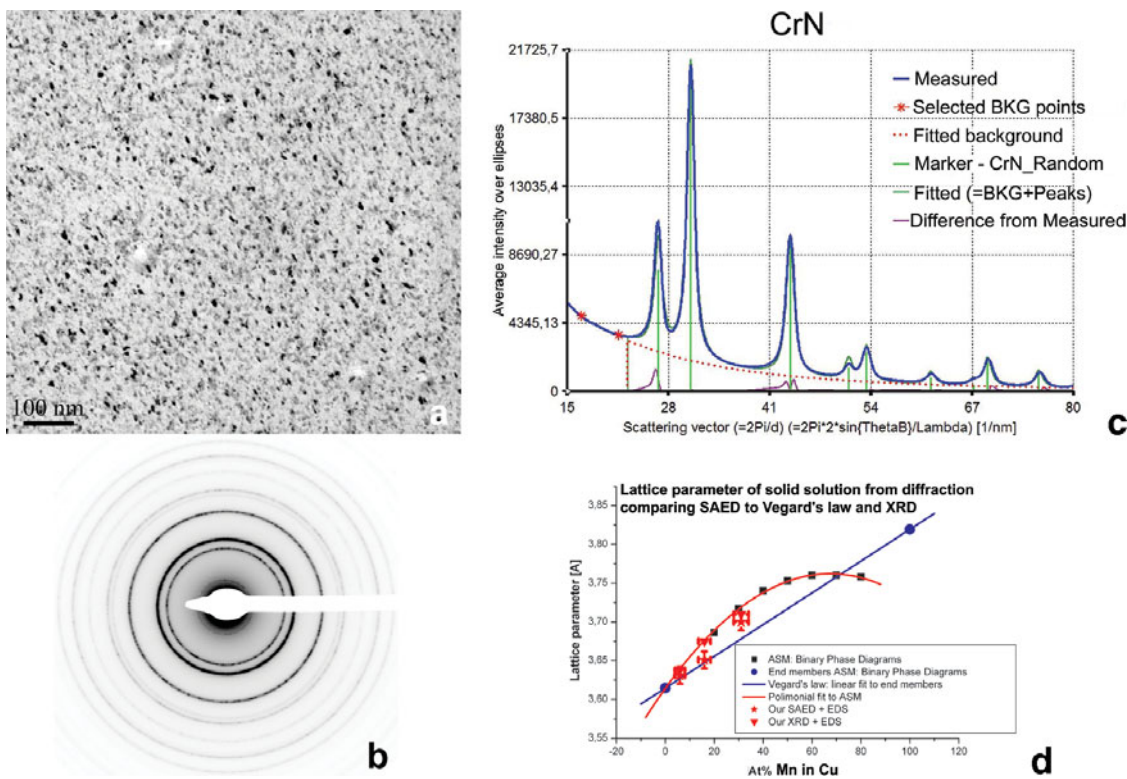 100 nm
a
b
CrN
21725,7
17380,5
13035,4
8690,27
4345,13
0
15
28
41
54
67
80
Average intensity over ellipses
Scattering vector (=2Pi/d) (=2Pi*2*sin{ThetaB}/Lambda) [1/nm]
Measured
Selected BKG points
Fitted background
Marker - CrN_Random
Fitted (=BKG+Peaks)
Difference from Measured
c
Lattice parameter of solid solution from diffraction
comparing SAED to Vegard's law and XRD
3,85
3,80
3,75
3,70
3,65
3,60
3,55
-20
0
20
40
60
80
100
120
Lattice parameter [A]
At% Mn in Cu
ASM: Binary Phase Diagrams
End members ASM: Binary Phase Diagrams
Vegard's law: linear fit to end members
Polimonial fit to ASM
Our SAED + EDS
Our XRD + EDS
d